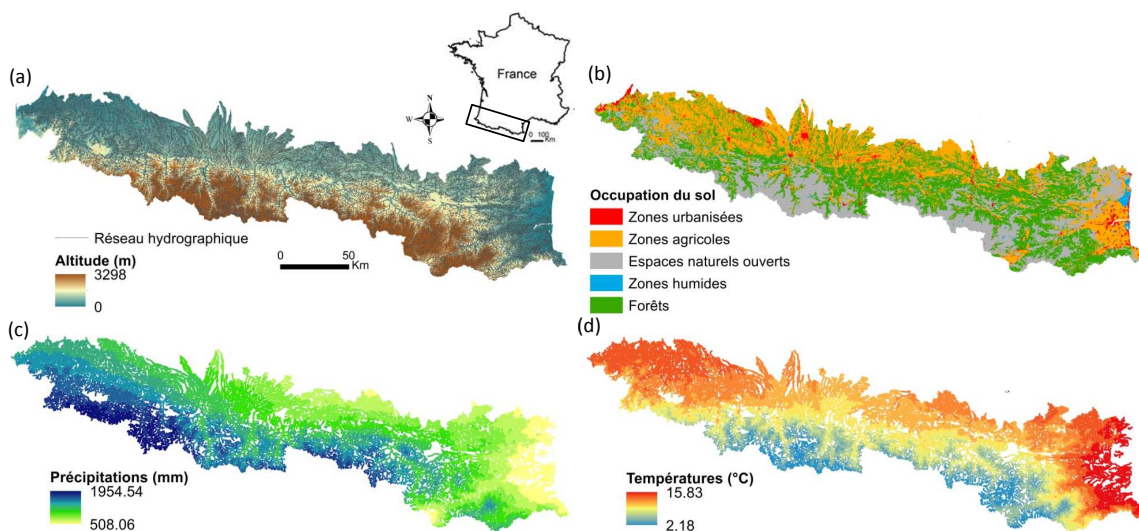 (a)
N
W
S
France
0 100
Km
Réseau hydrographique
Altitude (m)
3298
0
0 50
Km
(b)
Occupation du sol
Zones urbanisées
Zones agricoles
Espaces naturels ouverts
Zones humides
Forêts
(c)
Précipitations (mm)
1954.54
508.06
(d)
Températures (°C)
15.83
2.18